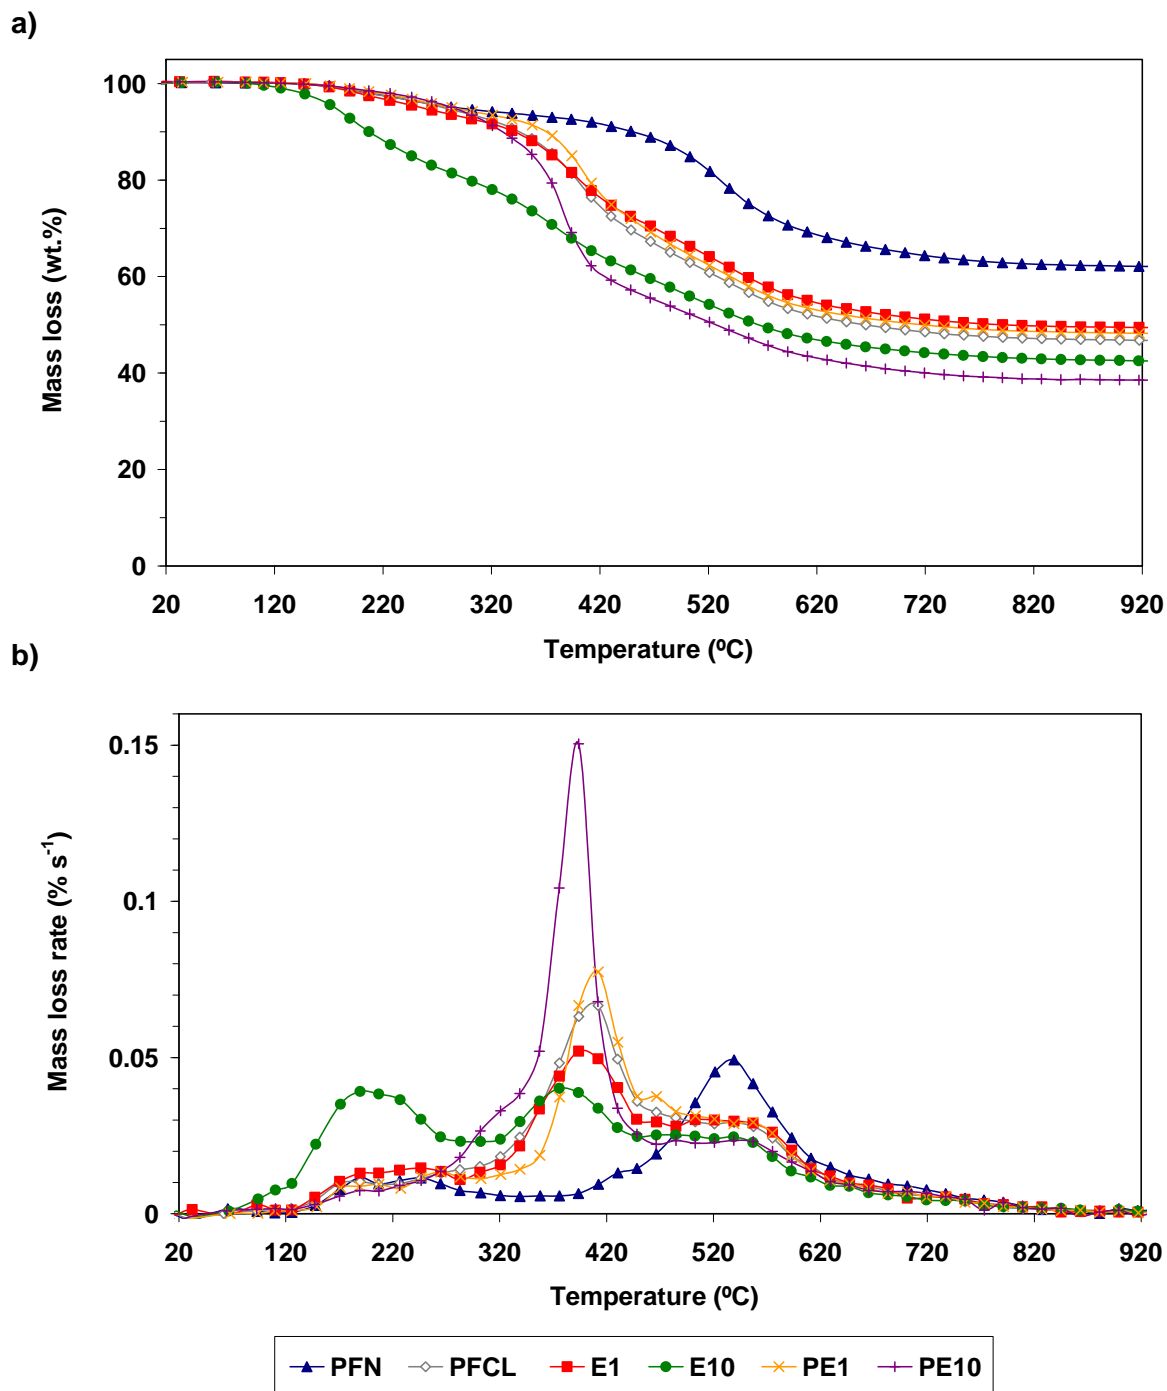 a)
100
80
60
40
20
0
Mass loss (wt.%)
20 120 220 320 420 520 620 720 820 920
Temperature (ºC)
b)
0.15
0.1
0.05
0
Mass loss rate (% s⁻¹)
20 120 220 320 420 520 620 720 820 920
Temperature (ºC)
PFN PFCL E1 E10 PE1 PE10